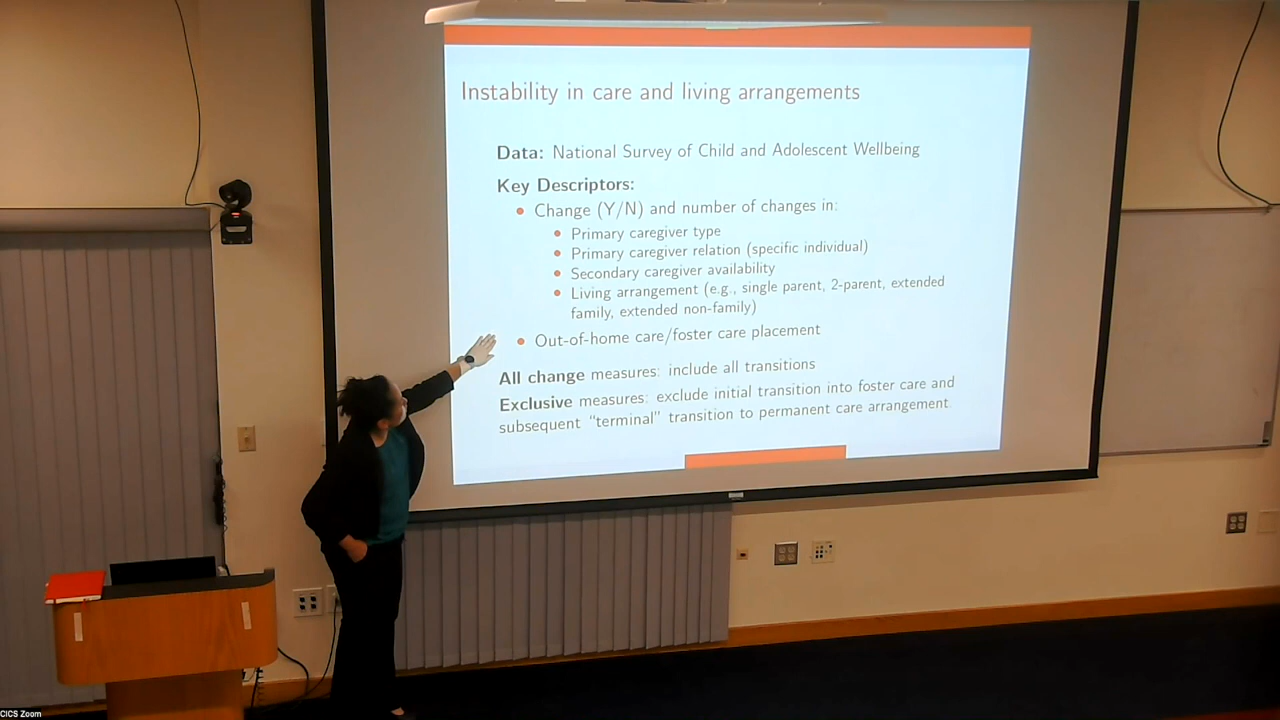 Instability in care and living arrangements
Data: National Survey of Child and Adolescent Wellbeing
Key Descriptors:
Change (Y/N) and number of changes in:
Primary caregiver type
Primary caregiver relation (specific individual)
Secondary caregiver availability
Living arrangement (e.g., single parent, 2-parent, extended
family, extended non-family)
Out-of-home care/foster care placement
All change measures: include all transitions
Exclusive measures: exclude initial transition into foster care and
subsequent “terminal” transition to permanent care arrangement.
CICS Zoom